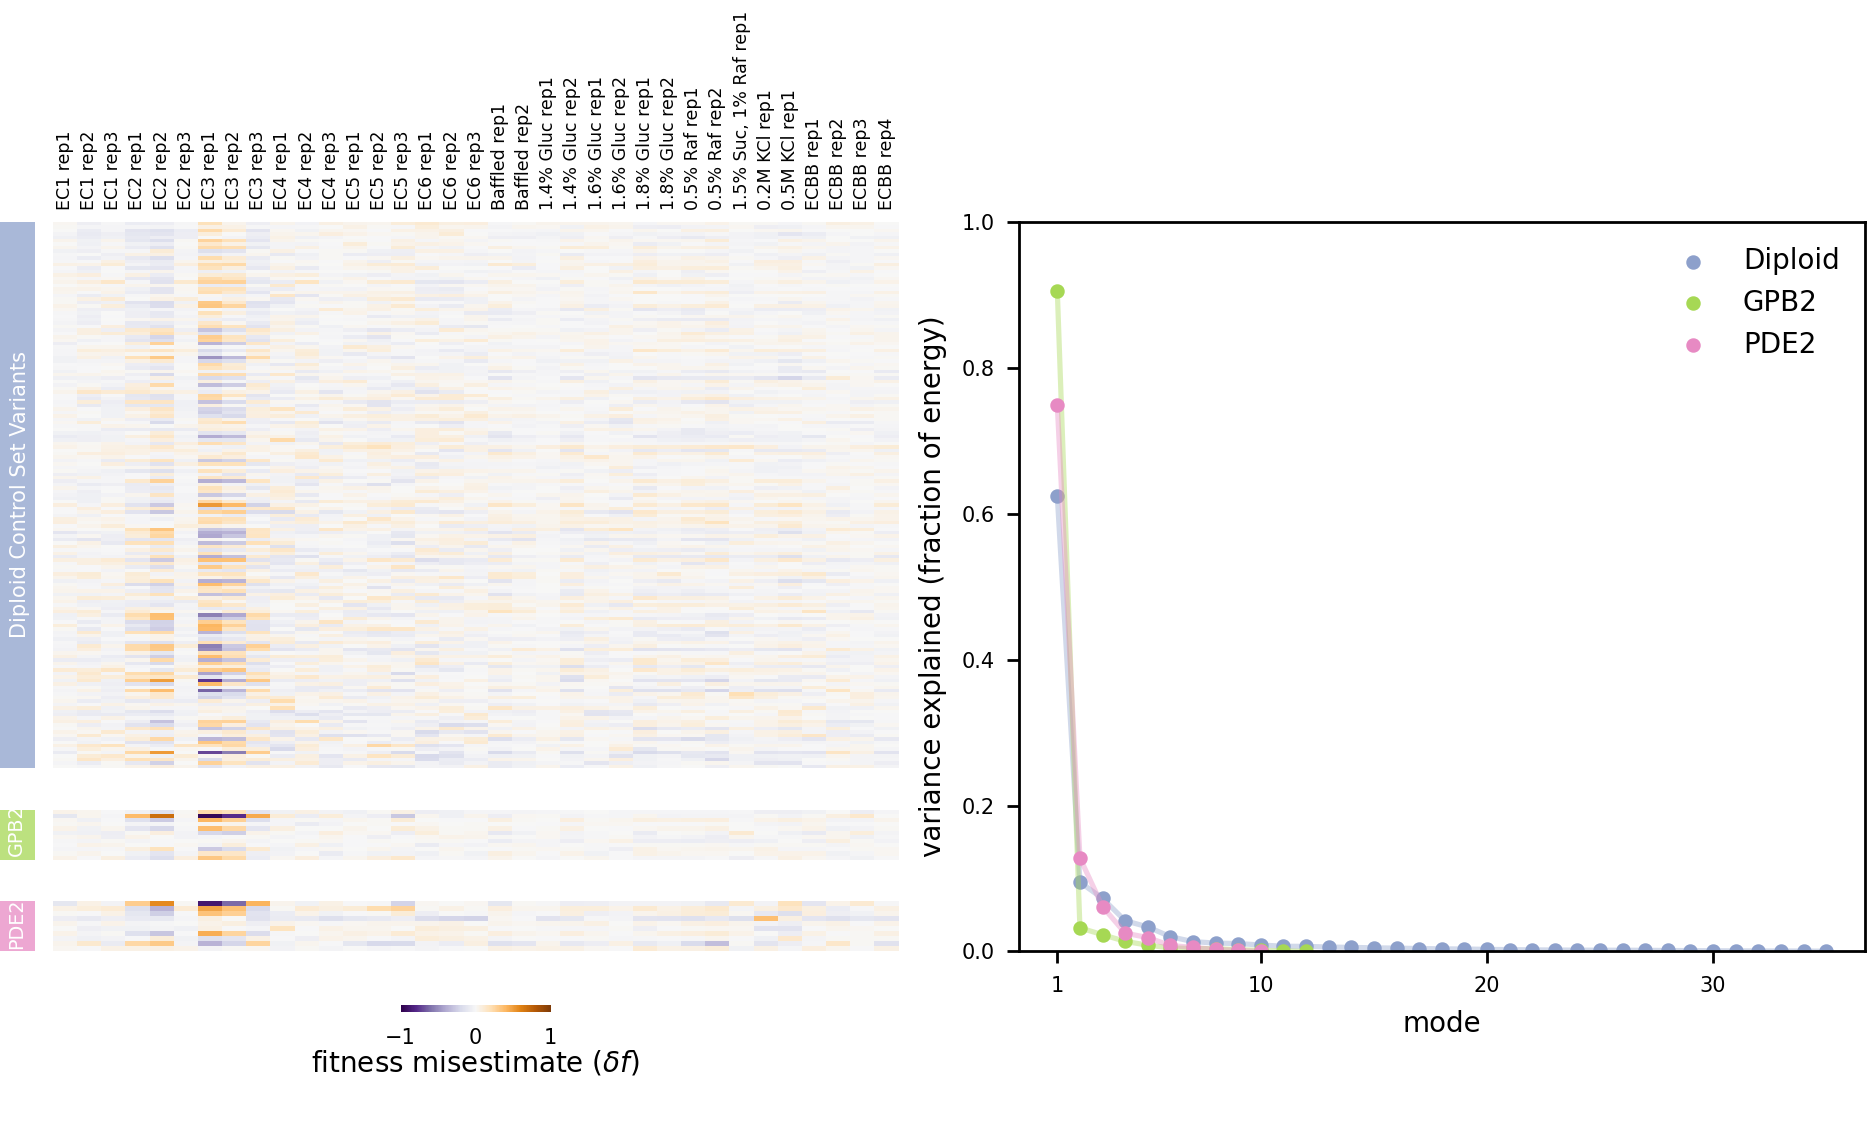 EC1 rep1
EC1 rep2
EC1 rep3
EC2 rep1
EC2 rep2
EC2 rep3
EC3 rep1
EC3 rep2
EC3 rep3
EC4 rep1
EC4 rep2
EC4 rep3
EC5 rep1
EC5 rep2
EC5 rep3
EC6 rep1
EC6 rep2
EC6 rep3
Baffled rep1
Baffled rep2
1.4% Gluc rep1
1.4% Gluc rep2
1.6% Gluc rep1
1.6% Gluc rep2
1.8% Gluc rep1
1.8% Gluc rep2
0.5% Raf rep1
0.5% Raf rep2
1.5% Suc, 1% Raf rep1
0.2M KCl rep1
0.5M KCl rep1
ECBB rep1
ECBB rep2
ECBB rep3
ECBB rep4
Diploid Control Set Variants
GPB2
PDE2
−1
0
1
fitness misestimate (δf)
variance explained (fraction of energy)
1.0
0.8
0.6
0.4
0.2
0.0
Diploid
GPB2
PDE2
1
10
20
30
mode